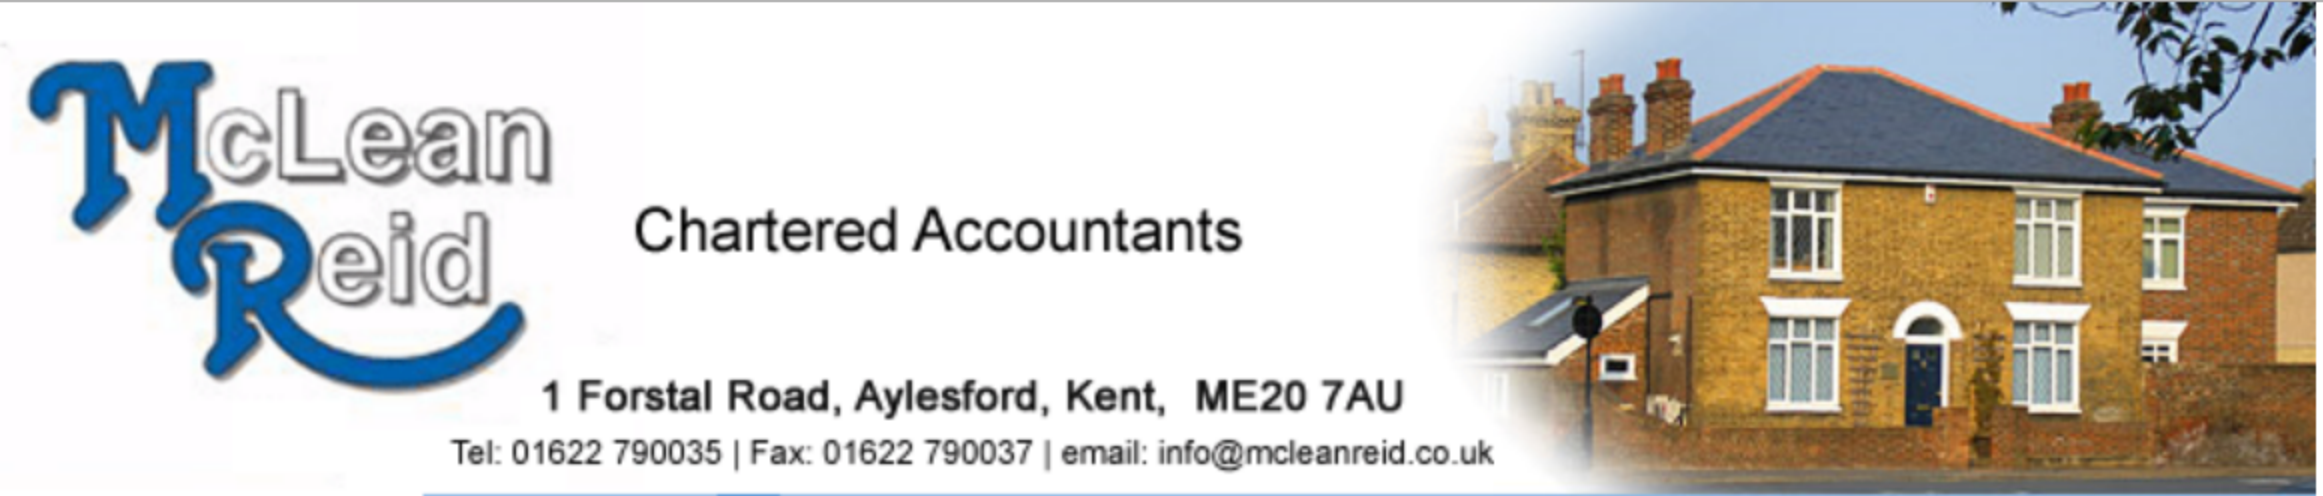 McLean
Reid
Chartered Accountants
1 Forstal Road, Aylesford, Kent, ME20 7AU
Tel: 01622 790035 | Fax: 01622 790037 | email: info@mcleanreid.co.uk